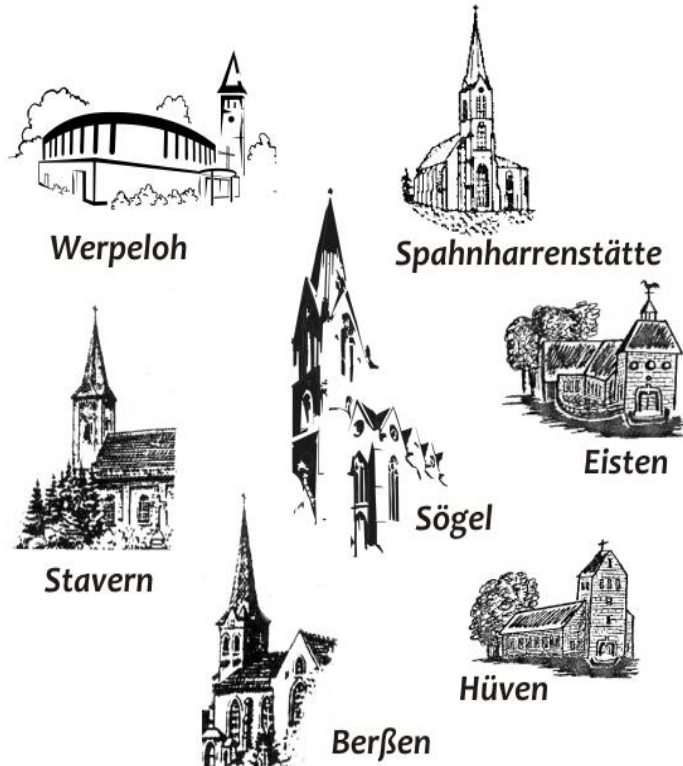 Werpeloh
Spahnharrenstätte
Eisten
Sögel
Stavern
Hüven
Berßen